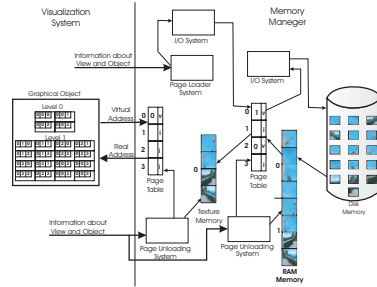 Visualization
System
Memory
Maneger
I/O System
Information about
View and Object
Page Loader
System
I/O System
Graphical Object
Level 0
Level 1
Virtual
Address
Real
Address
0 0 v
1 i
2 i
3 i
Page
Table
0
Texture
Memory
0 1 v
1 i
2 0 v
3 i
Page
Table
0
1
Disk
Memory
Information about
View and Object
Page Unloading
System
Page Unloading
System
RAM
Memory